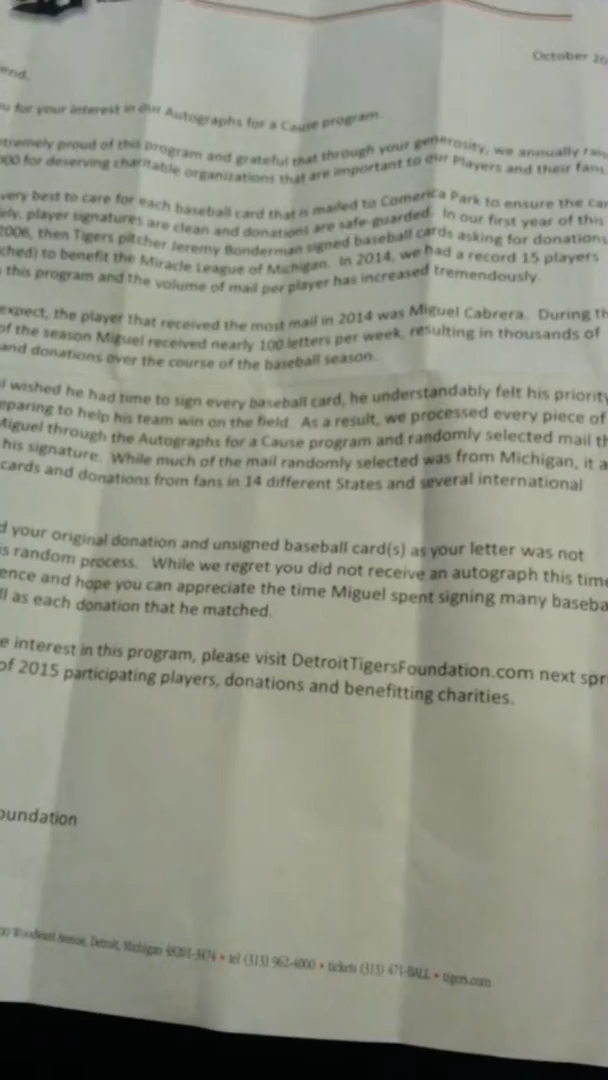 October 20
end,
u for your interest in our Autographs for a Cause program.
tremely proud of this program and grateful that through your generosity, we annually rais
000 for deserving charitable organizations that are important to our Players and their fans.
very best to care for each baseball card that is mailed to Comerica Park to ensure the car
ely, player signatures are clean and donations are safe-guarded. In our first year of this
2006, then Tigers pitcher Jeremy Bonderman signed baseball cards asking for donations
ched) to benefit the Miracle League of Michigan. In 2014, we had a record 15 players
this program and the volume of mail per player has increased tremendously.
expect, the player that received the most mail in 2014 was Miguel Cabrera. During th
of the season Miguel received nearly 100 letters per week, resulting in thousands of
and donations over the course of the baseball season.
l wished he had time to sign every baseball card, he understandably felt his priority
eparing to help his team win on the field. As a result, we processed every piece of
Miguel through the Autographs for a Cause program and randomly selected mail th
his signature. While much of the mail randomly selected was from Michigan, it a
cards and donations from fans in 14 different States and several international
d your original donation and unsigned baseball card(s) as your letter was not
is random process. While we regret you did not receive an autograph this time
ence and hope you can appreciate the time Miguel spent signing many baseba
ll as each donation that he matched.
e interest in this program, please visit DetroitTigersFoundation.com next spr
of 2015 participating players, donations and benefitting charities.
oundation
00 Woodward Avenue, Detroit, Michigan 48201-3474 • tel (313) 962-4000 • tickets (313) 471-BALL • tigers.com